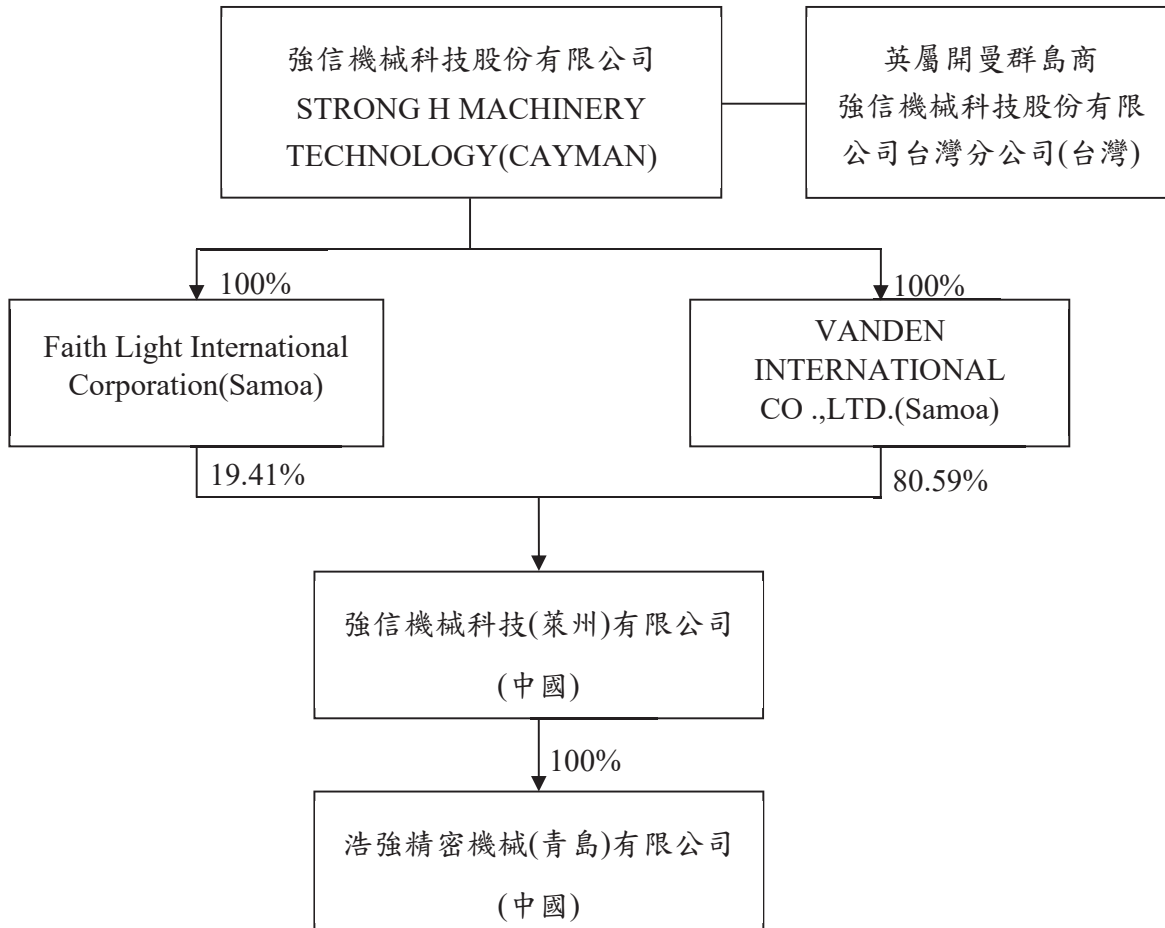 強信機械科技股份有限公司
STRONG H MACHINERY
TECHNOLOGY(CAYMAN)
英屬開曼群島商
強信機械科技股份有限
公司台灣分公司(台灣)
100%
100%
Faith Light International
Corporation(Samoa)
VANDEN
INTERNATIONAL
CO .,LTD.(Samoa)
19.41%
80.59%
強信機械科技(萊州)有限公司
(中國)
100%
浩強精密機械(青島)有限公司
(中國)